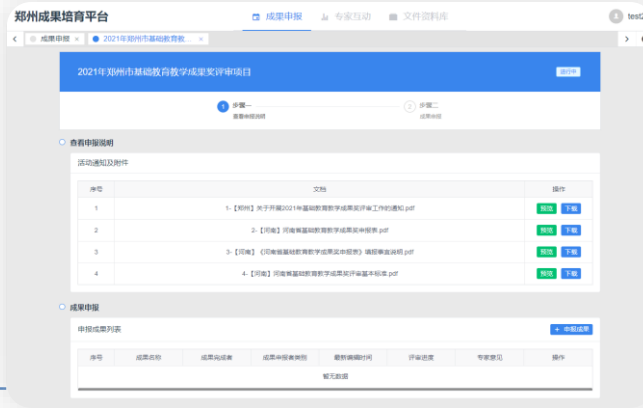 郑州成果培育平台
成果申报 专家互动 文件资料库
test2
成果申报 × 2021年郑州市基础教育教... ×
2021年郑州市基础教育教学成果奖评审项目 进行中
1 步骤一 2 步骤二
查看申报说明 成果申报
查看申报说明
活动通知及附件
序号 文档 操作
1 1-【郑州】关于开展2021年基础教育教学成果奖评审工作的通知.pdf 预览 下载
2 2-【河南】河南省基础教育教学成果奖申报表.pdf 预览 下载
3 3-【河南】《河南省基础教育教学成果奖申报表》填报事宜说明.pdf 预览 下载
4 4-【河南】河南省基础教育教学成果奖评审基本标准.pdf 预览 下载
成果申报
申报成果列表 + 申报成果
序号 成果名称 成果完成者 成果申报者类别 最新编辑时间 评审进度 专家意见 操作
暂无数据